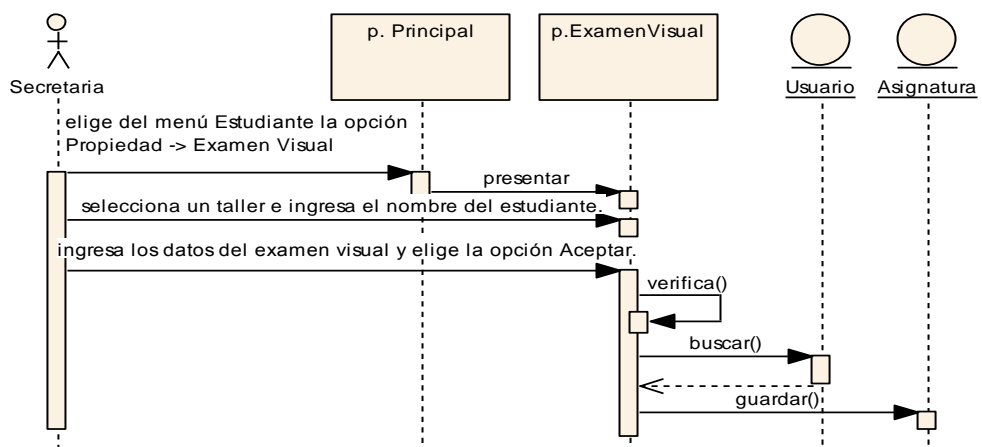 p. Principal
p.ExamenVisual
Secretaria
Usuario
Asignatura
elige del menú Estudiante la opción
Propiedad -> Examen Visual
presentar
selecciona un taller e ingresa el nombre del estudiante.
ingresa los datos del examen visual y elige la opción Aceptar.
verifica()
buscar()
guardar()